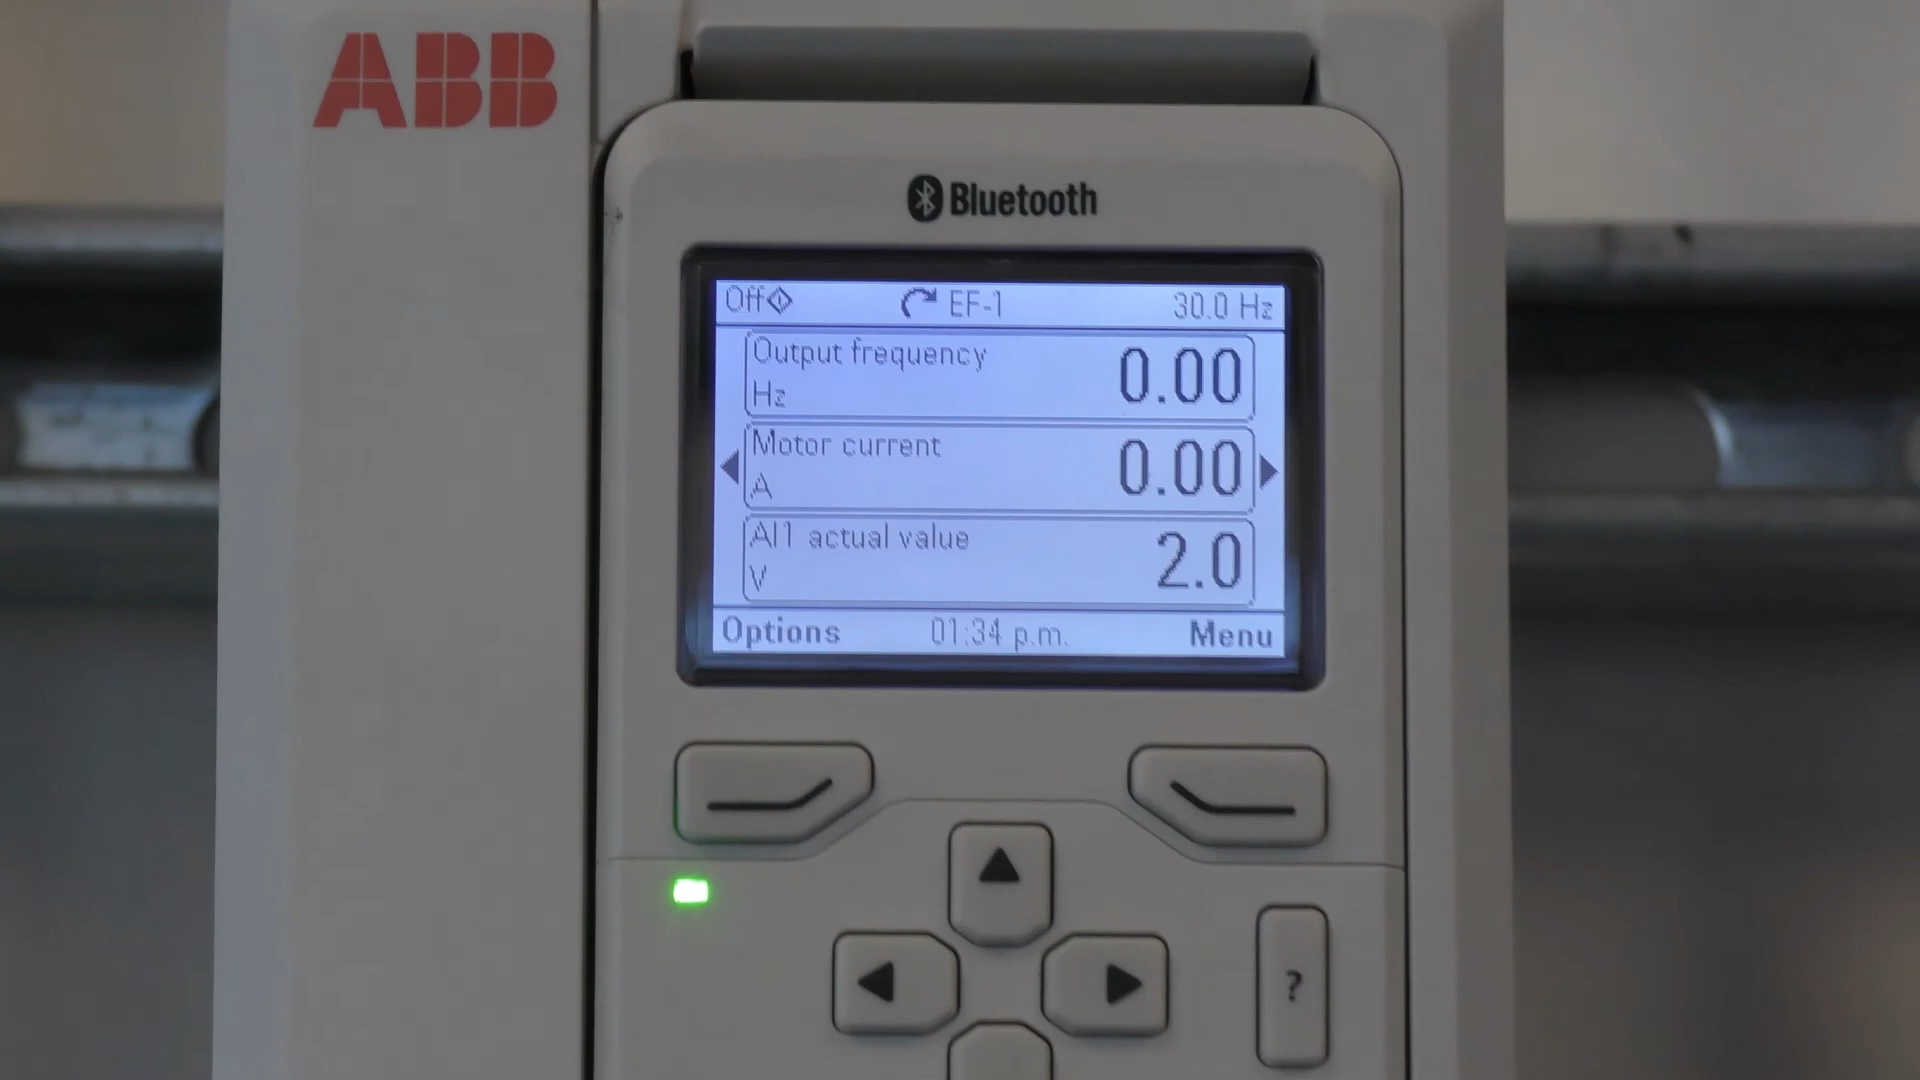 ABB
Bluetooth
Off EF-1 30.0 Hz
Output frequency
Hz
0.00
Motor current
A
0.00
AI1 actual value
V
2.0
Options 01:34 p.m. Menu
?